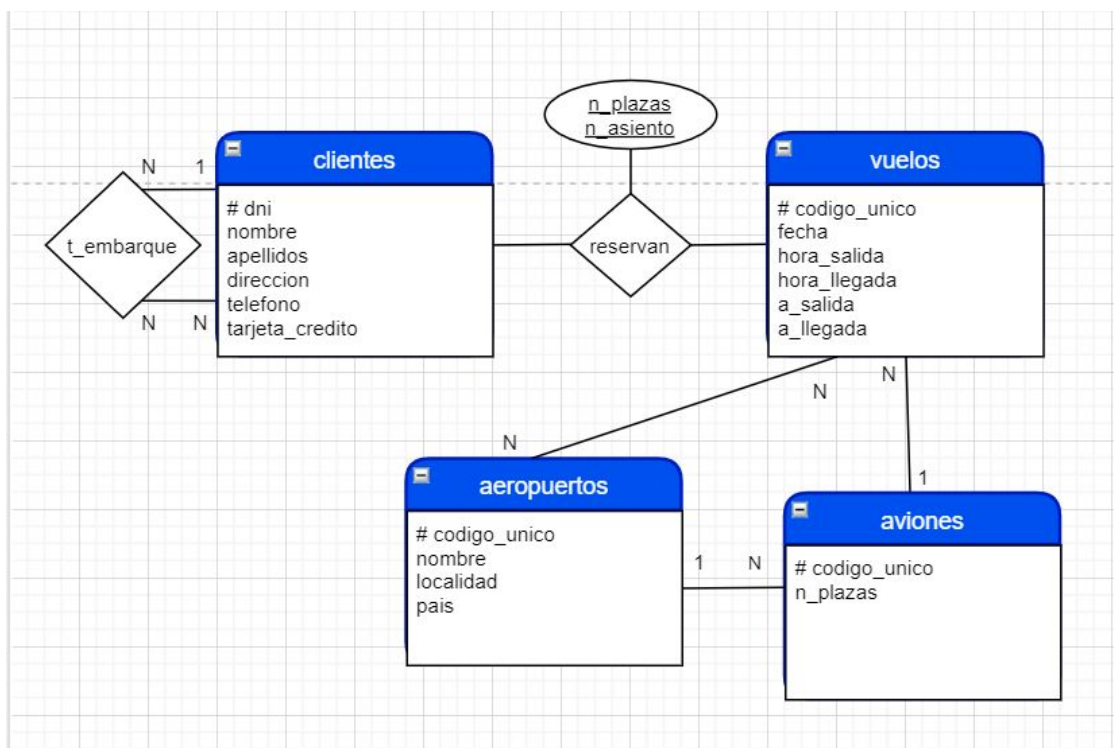 n_plazas
n_asiento
clientes
vuelos
N 1
# dni
nombre
apellidos
direccion
telefono
tarjeta_credito
t_embarque
N N
reservan
# codigo_unico
fecha
hora_salida
hora_llegada
a_salida
a_llegada
N
N
N
1
aeropuertos
# codigo_unico
nombre
localidad
pais
1 N
aviones
# codigo_unico
n_plazas